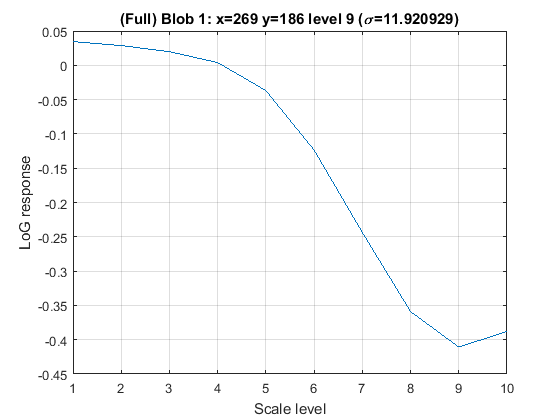 (Full) Blob 1: x=269 y=186 level 9 (σ=11.920929)
0.05
0
-0.05
-0.1
-0.15
-0.2
-0.25
-0.3
-0.35
-0.4
-0.45
LoG response
1 2 3 4 5 6 7 8 9 10
Scale level